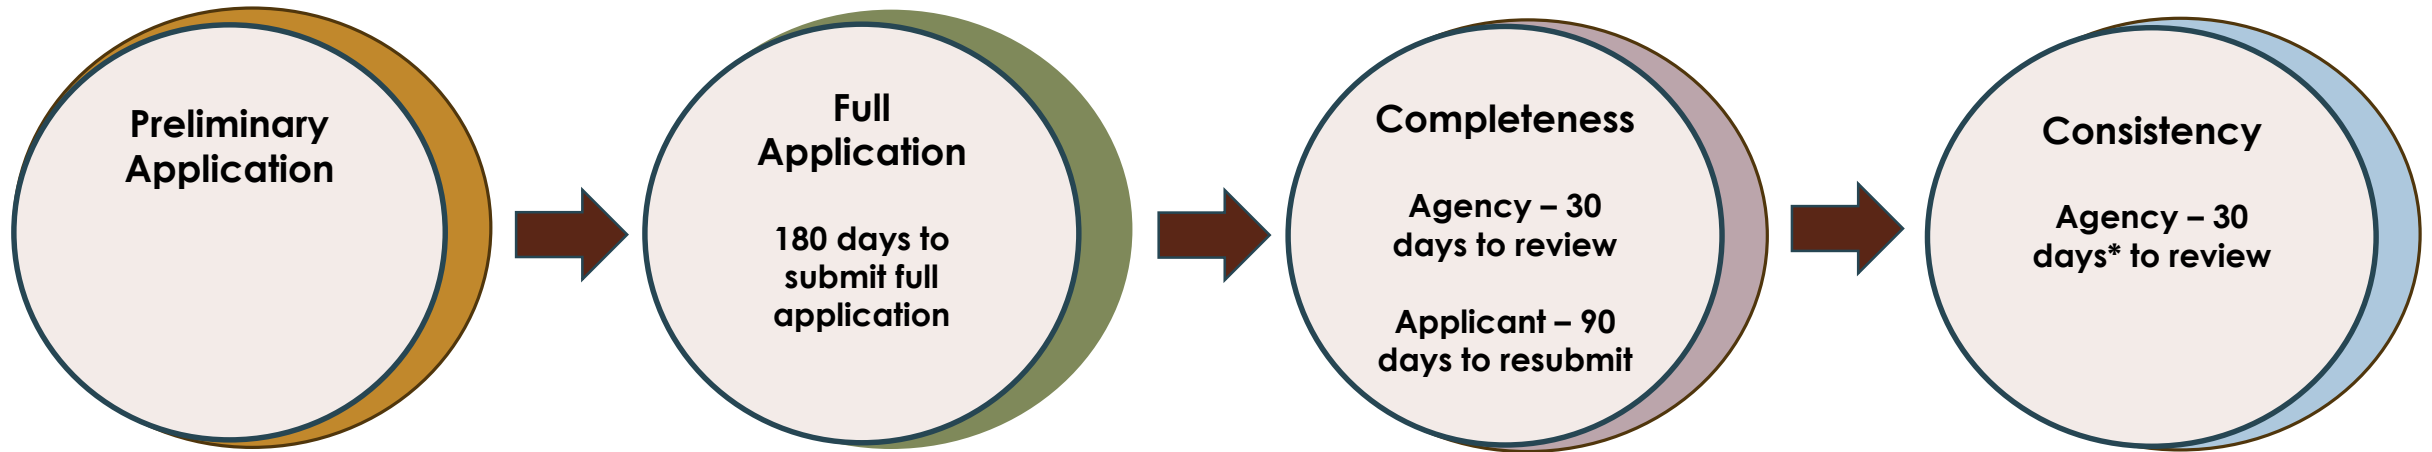 Preliminary
Application
Full
Application
180 days to
submit full
application
Completeness
Agency – 30
days to review
Applicant – 90
days to resubmit
Consistency
Agency – 30
days* to review